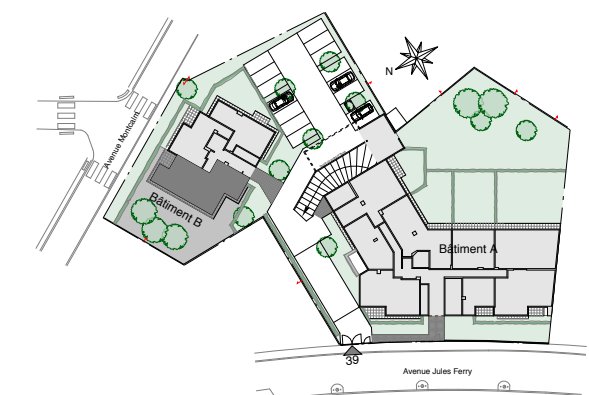 N
Avenue Montcalm
Bâtiment B
Bâtiment A
39
Avenue Jules Ferry